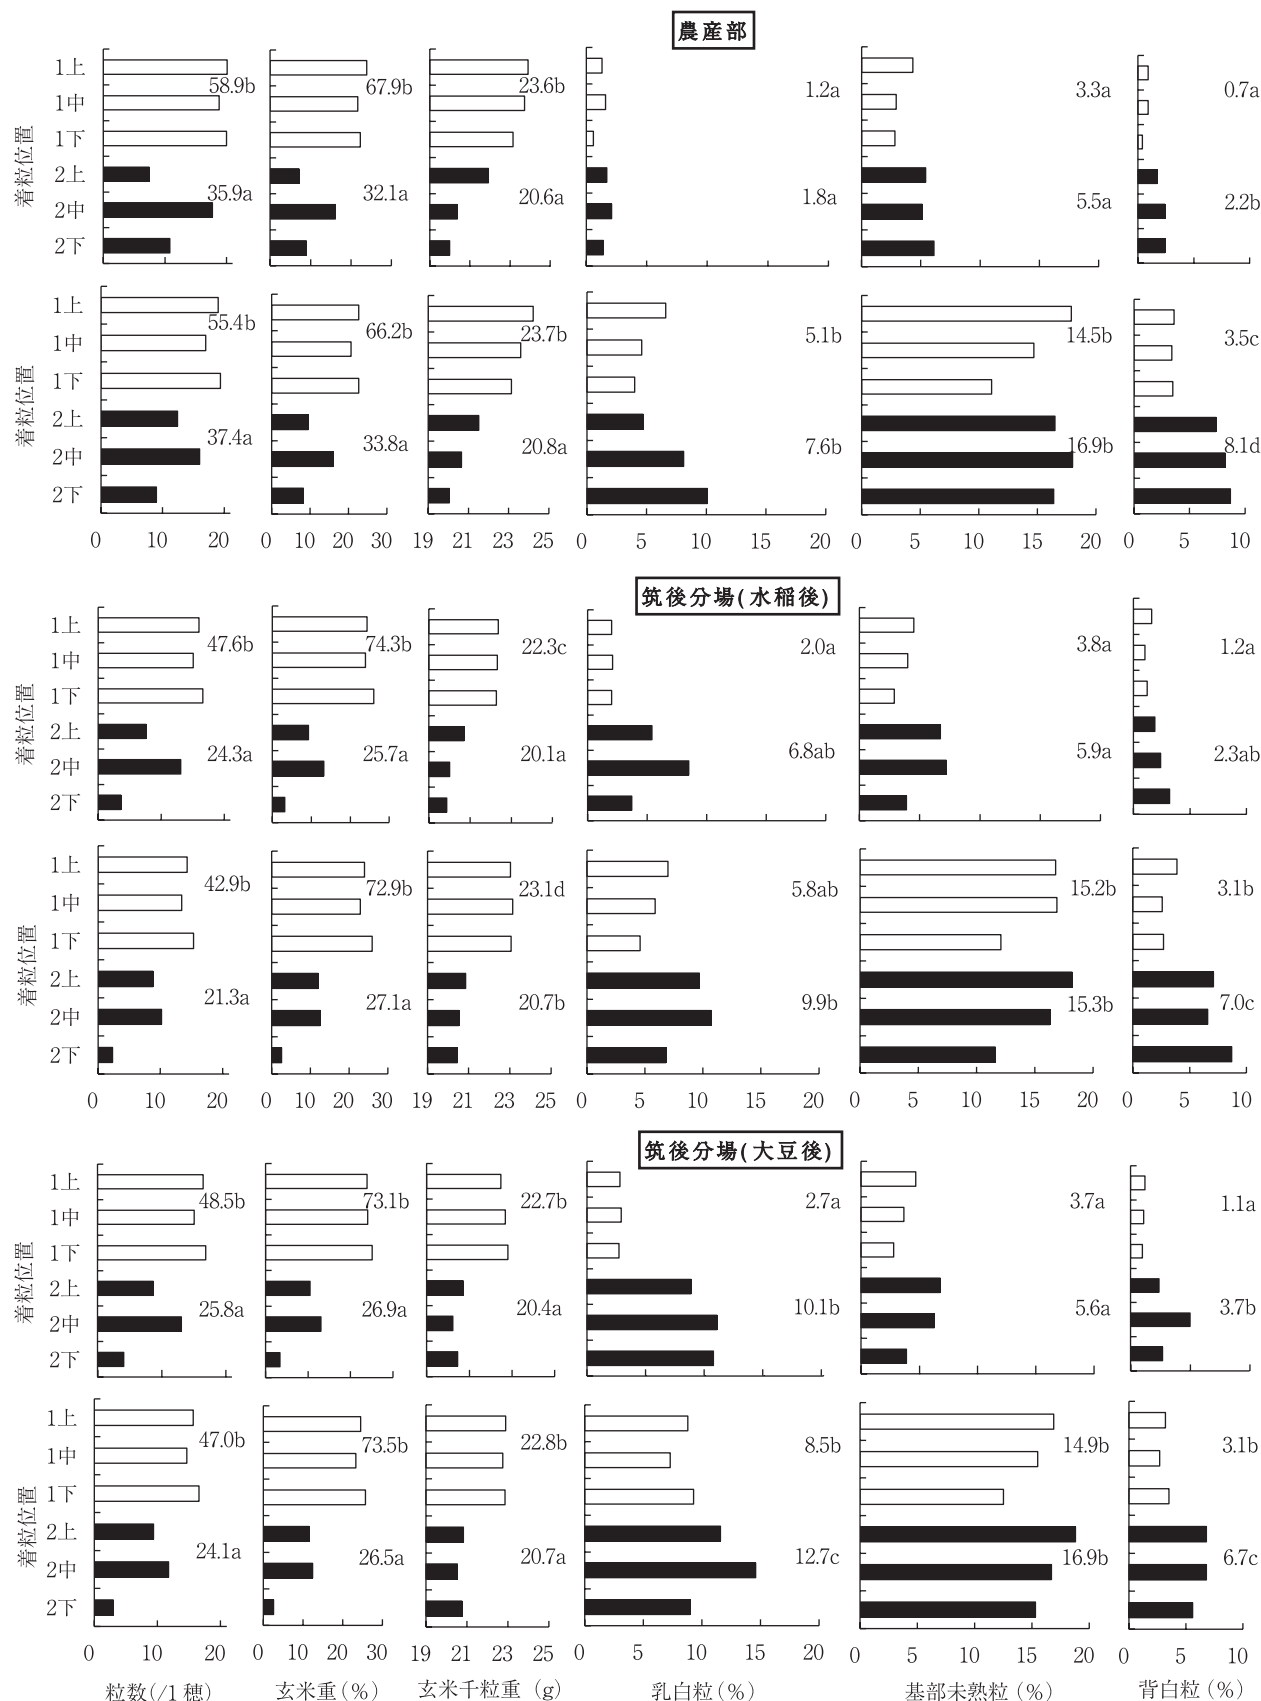 農産部
1上
1中
1下
2上
2中
2下
着粒位置
58.9b 67.9b 23.6b 1.2a 3.3a 0.7a
35.9a 32.1a 20.6a 1.8a 5.5a 2.2b
1上
1中
1下
2上
2中
2下
着粒位置
55.4b 66.2b 23.7b 5.1b 14.5b 3.5c
37.4a 33.8a 20.8a 7.6b 16.9b 8.1d
0 10 20 0 10 20 30 19 21 23 25 0 5 10 15 20 0 5 10 15 20 0 5 10
筑後分場(水稲後)
1上
1中
1下
2上
2中
2下
着粒位置
47.6b 74.3b 22.3c 2.0a 3.8a 1.2a
24.3a 25.7a 20.1a 6.8ab 5.9a 2.3ab
1上
1中
1下
2上
2中
2下
着粒位置
42.9b 72.9b 23.1d 5.8ab 15.2b 3.1b
21.3a 27.1a 20.7b 9.9b 15.3b 7.0c
0 10 20 0 10 20 30 19 21 23 25 0 5 10 15 20 0 5 10 15 20 0 5 10
筑後分場(大豆後)
1上
1中
1下
2上
2中
2下
着粒位置
48.5b 73.1b 22.7b 2.7a 3.7a 1.1a
25.8a 26.9a 20.4a 10.1b 5.6a 3.7b
1上
1中
1下
2上
2中
2下
着粒位置
47.0b 73.5b 22.8b 8.5b 14.9b 3.1b
24.1a 26.5a 20.7a 12.7c 16.9b 6.7c
0 10 20 0 10 20 30 19 21 23 25 0 5 10 15 20 0 5 10 15 20 0 5 10
粒数(/1穂) 玄米重(%) 玄米千粒重(g) 乳白粒(%) 基部未熟粒(%) 背白粒(%)